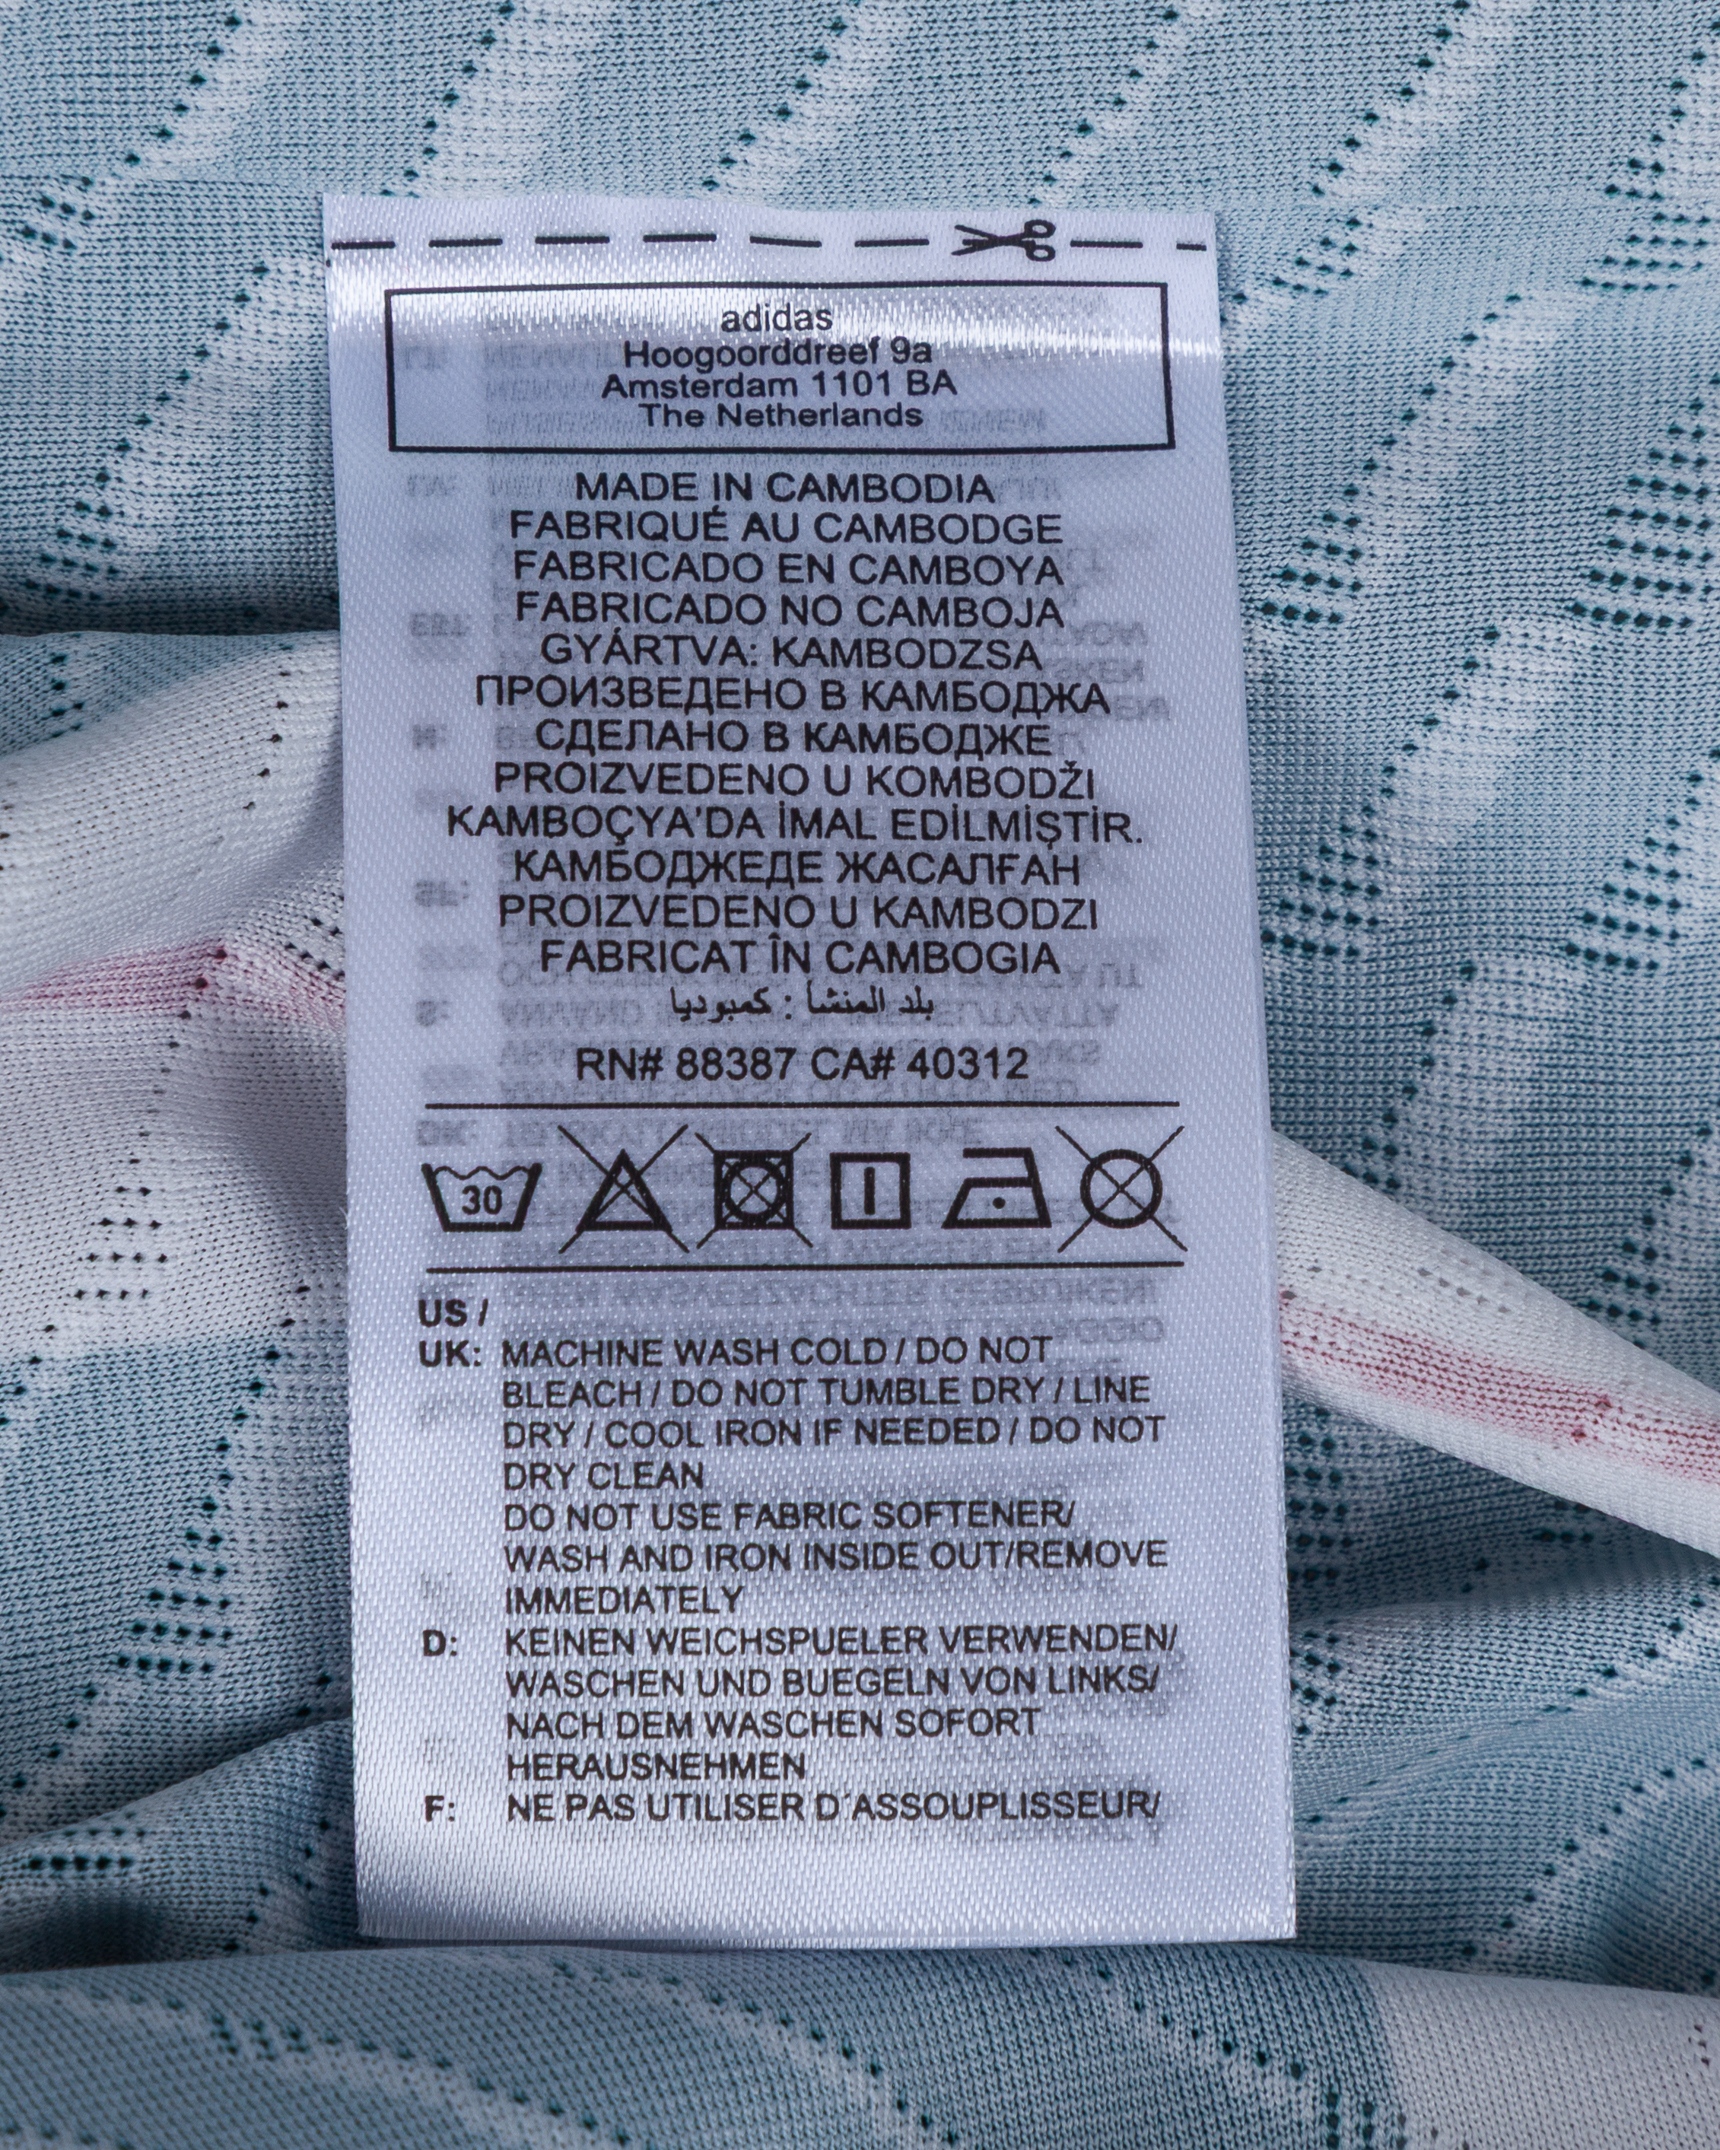 adidas
Hoogoorddreef 9a
Amsterdam 1101 BA
The Netherlands
MADE IN CAMBODIA
FABRIQUÉ AU CAMBODGE
FABRICADO EN CAMBOYA
FABRICADO NO CAMBOJA
GYÁRTVA: KAMBODZSA
ПРОИЗВЕДЕНО В КАМБОДЖА
СДЕЛАНО В КАМБОДЖЕ
PROIZVEDENO U KOMBODŽI
KAMBOÇYA'DA İMAL EDİLMİŞTİR.
КАМБОДЖЕДЕ ЖАСАЛҒАН
PROIZVEDENO U KAMBODZI
FABRICAT ÎN CAMBOGIA
بلد المنشأ : كمبوديا
RN# 88387 CA# 40312
30
US /
UK: MACHINE WASH COLD / DO NOT
BLEACH / DO NOT TUMBLE DRY / LINE
DRY / COOL IRON IF NEEDED / DO NOT
DRY CLEAN
DO NOT USE FABRIC SOFTENER/
WASH AND IRON INSIDE OUT/REMOVE
IMMEDIATELY
D: KEINEN WEICHSPUELER VERWENDEN/
WASCHEN UND BUEGELN VON LINKS/
NACH DEM WASCHEN SOFORT
HERAUSNEHMEN
F: NE PAS UTILISER D´ASSOUPLISSEUR/